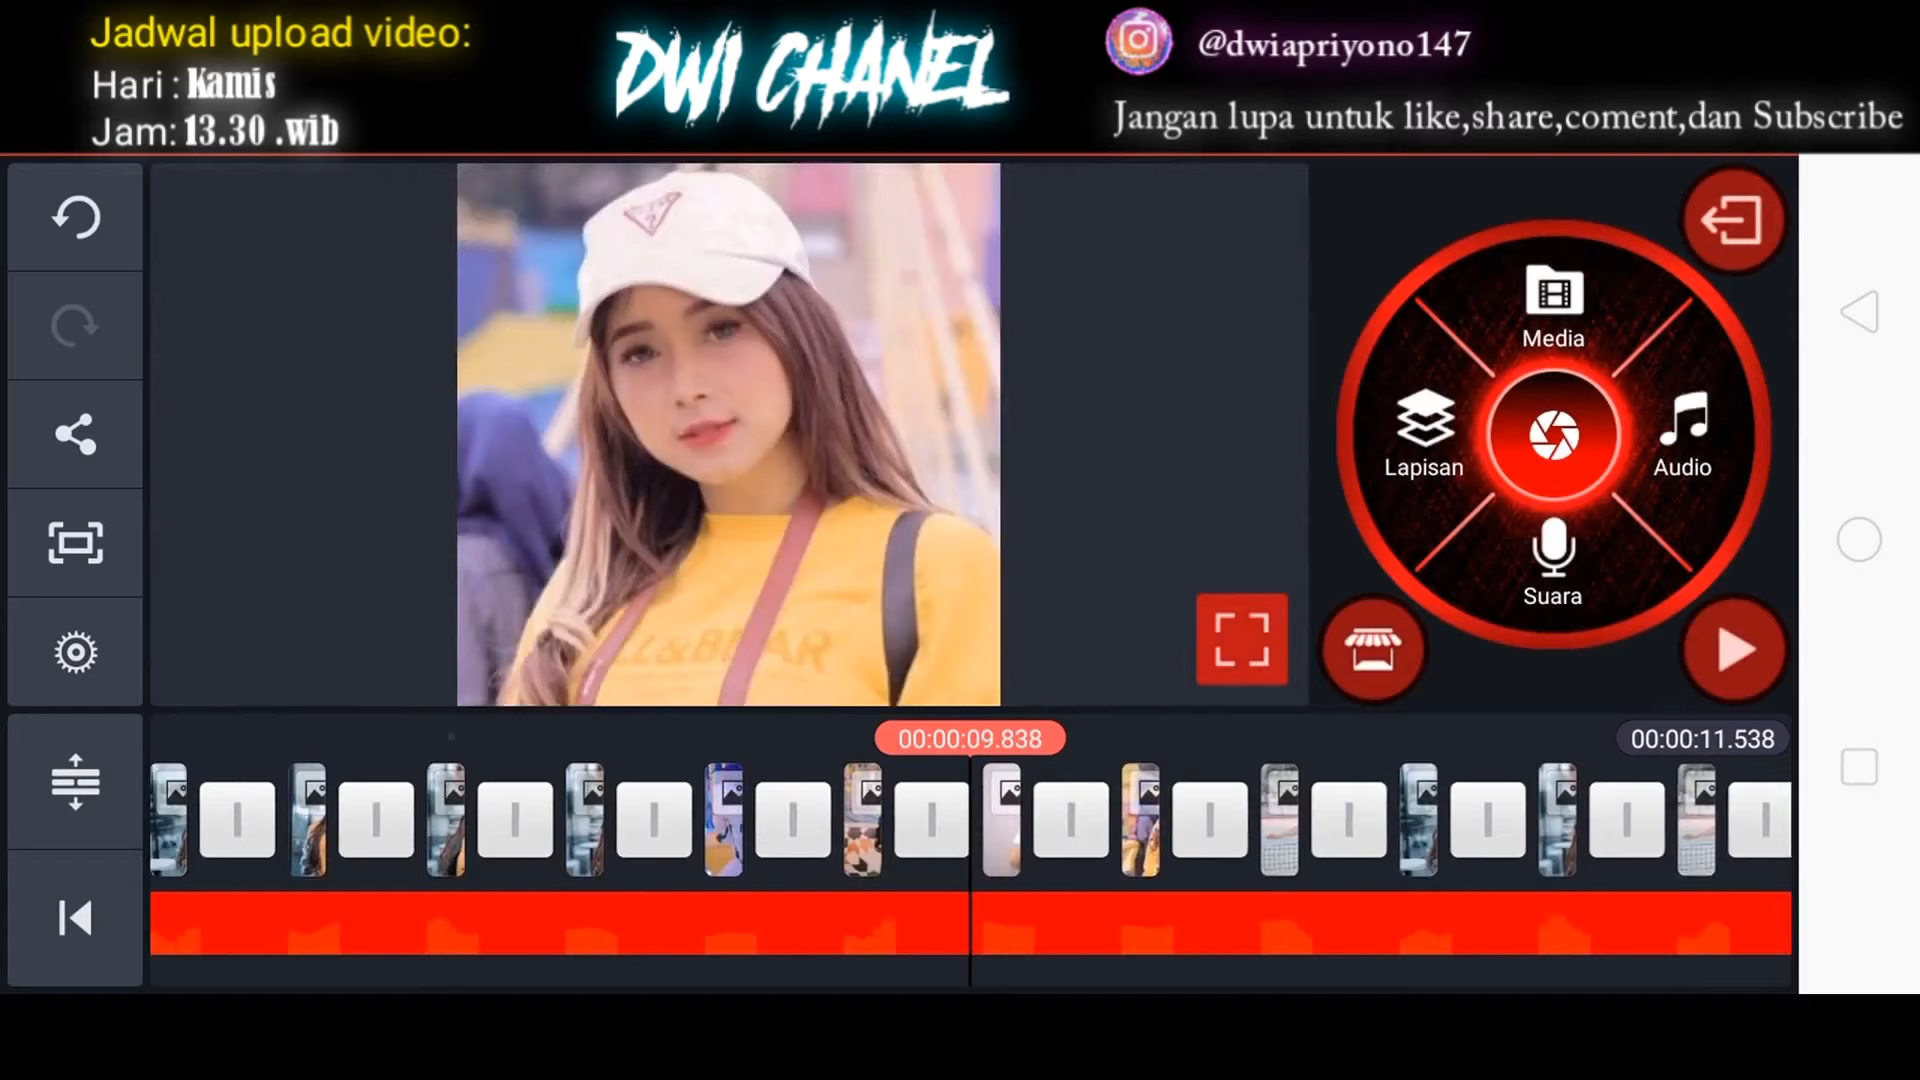 Jadwal upload video:
Hari : Kamis
Jam: 13.30 .wib
DWI CHANEL
@dwiapriyono147
Jangan lupa untuk like,share,coment,dan Subscribe
Media
Lapisan
Audio
Suara
00:00:09.838
00:00:11.538